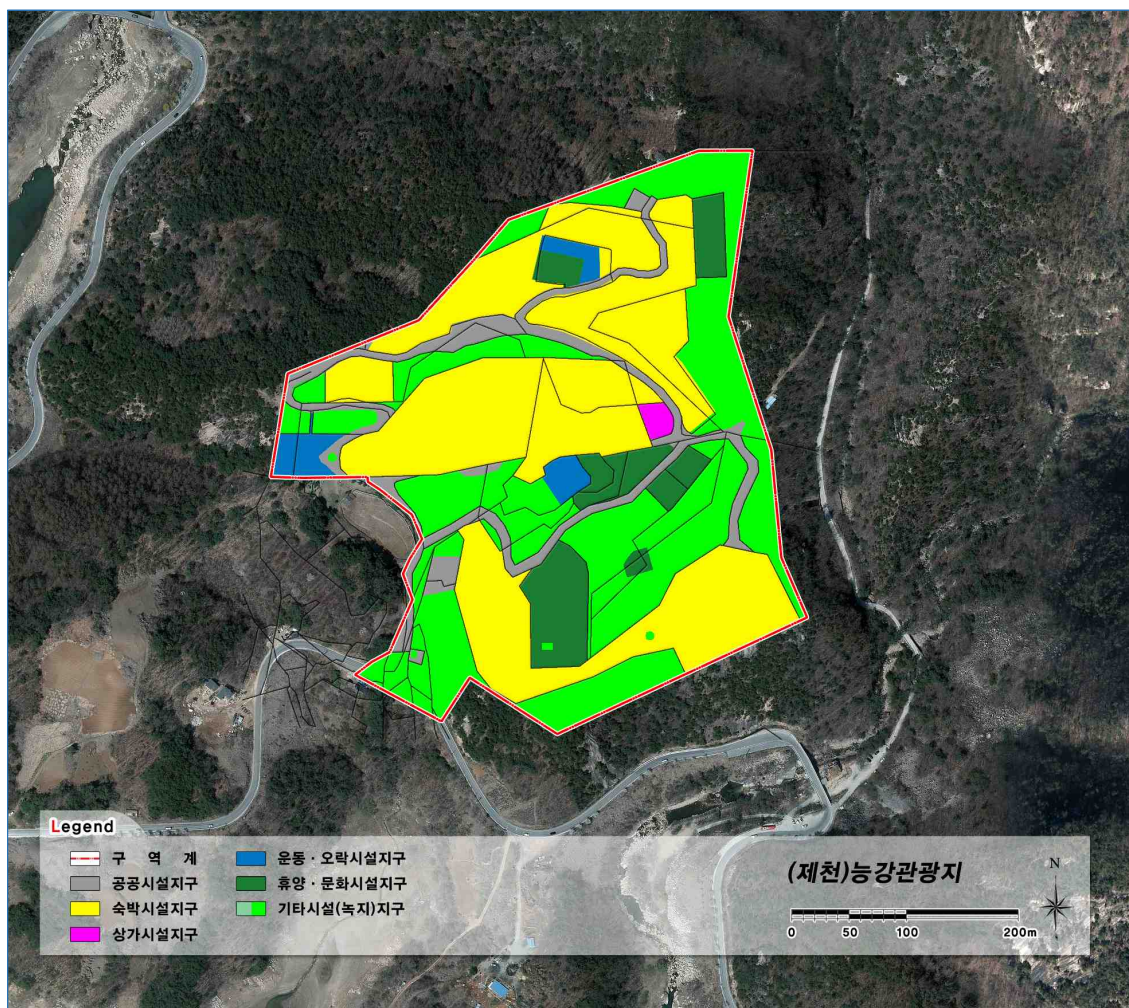 Legend
구 역 계
공공시설지구
숙박시설지구
상가시설지구
운동 · 오락시설지구
휴양 · 문화시설지구
기타시설(녹지)지구
(제천)능강관광지
N
0 50 100 200m